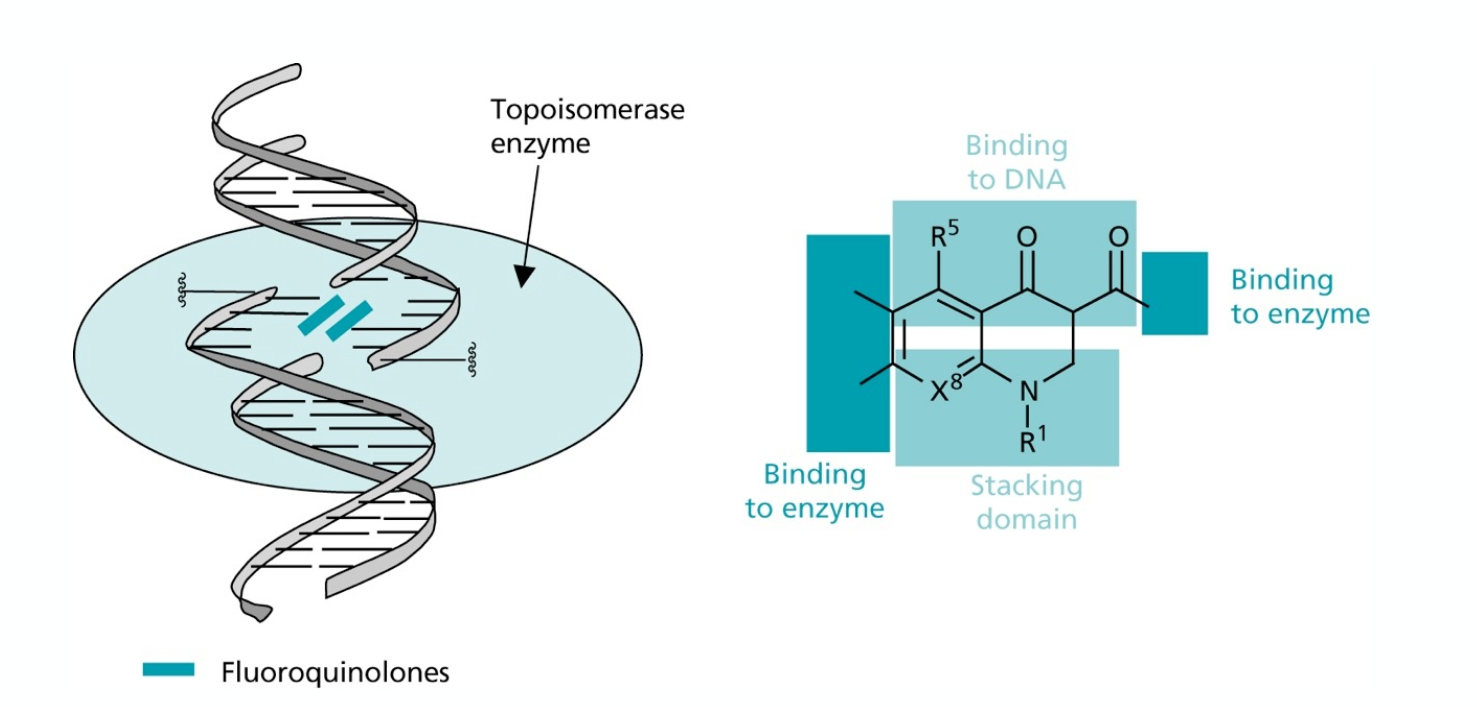 Topoisomerase
enzyme
Fluoroquinolones
Binding
to DNA
R⁵
O
O
Binding
to enzyme
X⁸
N
R¹
Binding
to enzyme
Stacking
domain